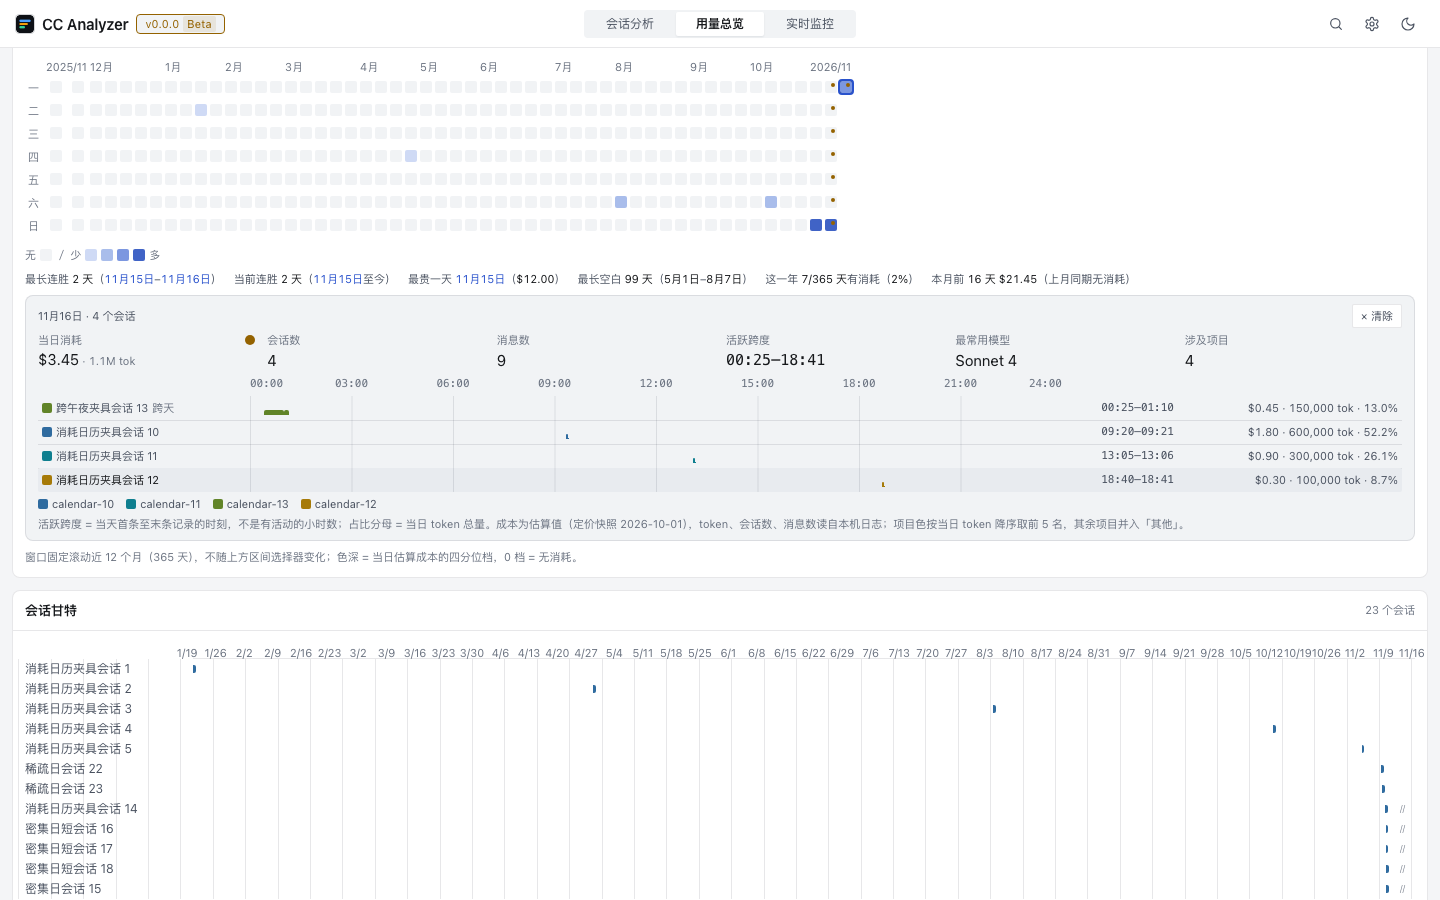 CC Analyzer v0.0.0 Beta 会话分析 用量总览 实时监控
2025/11 12月 1月 2月 3月 4月 5月 6月 7月 8月 9月 10月 2026/11
一
二
三
四
五
六
日
无 / 少 多
最长连胜 2 天（11月15日–11月16日） 当前连胜 2 天（11月15日至今） 最贵一天 11月15日（$12.00） 最长空白 99 天（5月1日–8月7日） 这一年 7/365 天有消耗（2%） 本月前 16 天 $21.45（上月同期无消耗）
11月16日 · 4 个会话 × 清除
当日消耗 会话数 消息数 活跃跨度 最常用模型 涉及项目
$3.45 · 1.1M tok 4 9 00:25–18:41 Sonnet 4 4
00:00 03:00 06:00 09:00 12:00 15:00 18:00 21:00 24:00
跨午夜夹具会话 13 跨天 00:25–01:10 $0.45 · 150,000 tok · 13.0%
消耗日历夹具会话 10 09:20–09:21 $1.80 · 600,000 tok · 52.2%
消耗日历夹具会话 11 13:05–13:06 $0.90 · 300,000 tok · 26.1%
消耗日历夹具会话 12 18:40–18:41 $0.30 · 100,000 tok · 8.7%
calendar-10 calendar-11 calendar-13 calendar-12
活跃跨度 = 当天首条至末条记录的时刻，不是有活动的小时数；占比分母 = 当日 token 总量。成本为估算值（定价快照 2026-10-01），token、会话数、消息数读自本机日志；项目色按当日 token 降序取前 5 名，其余项目并入「其他」。
窗口固定滚动近 12 个月（365 天），不随上方区间选择器变化；色深 = 当日估算成本的四分位档，0 档 = 无消耗。
会话甘特 23 个会话
1/19 1/26 2/2 2/9 2/16 2/23 3/2 3/9 3/16 3/23 3/30 4/6 4/13 4/20 4/27 5/4 5/11 5/18 5/25 6/1 6/8 6/15 6/22 6/29 7/6 7/13 7/20 7/27 8/3 8/10 8/17 8/24 8/31 9/7 9/14 9/21 9/28 10/5 10/12 10/19 10/26 11/2 11/9 11/16
消耗日历夹具会话 1
消耗日历夹具会话 2
消耗日历夹具会话 3
消耗日历夹具会话 4
消耗日历夹具会话 5
稀疏日会话 22
稀疏日会话 23
消耗日历夹具会话 14 //
密集日短会话 16 //
密集日短会话 17 //
密集日短会话 18 //
密集日会话 15 //